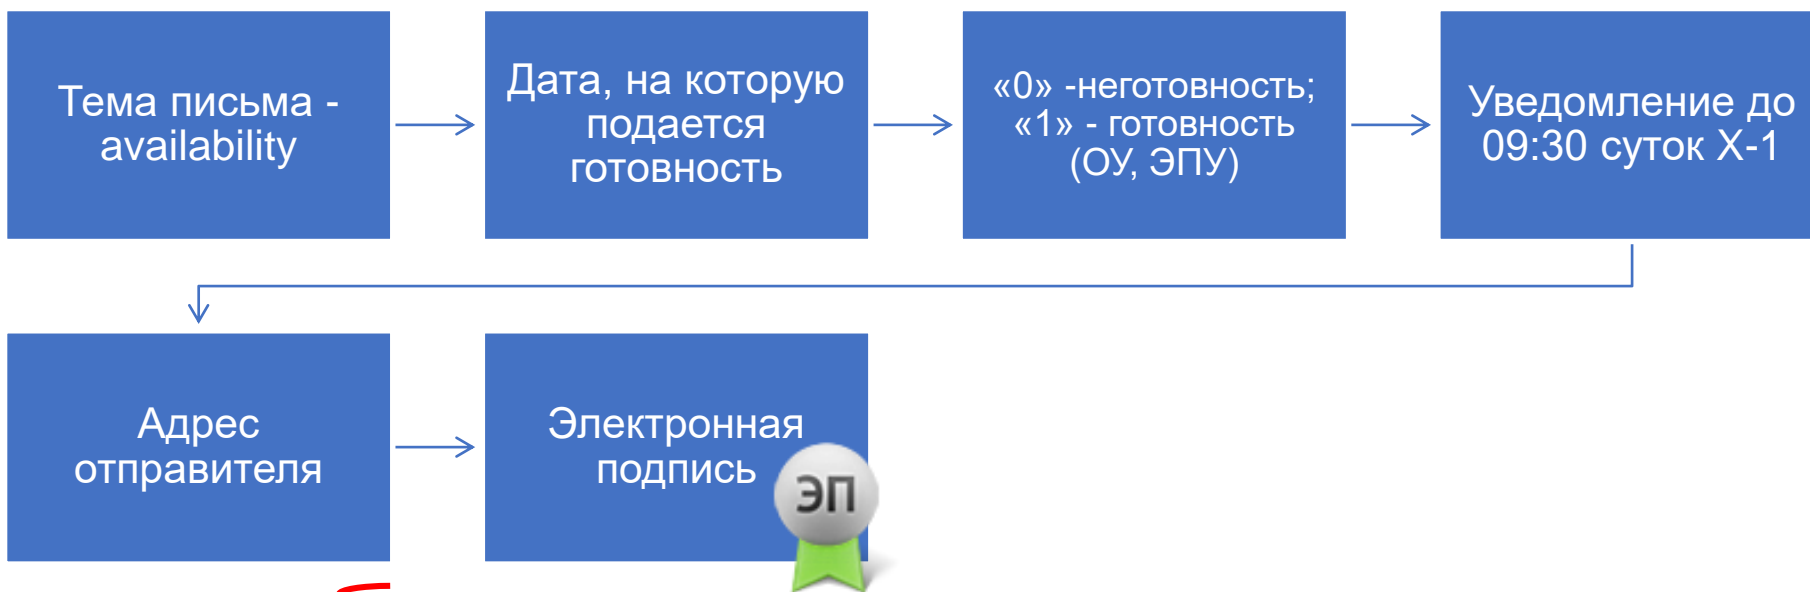 Тема письма -
availability
Дата, на которую
подается
готовность
«0» -неготовность;
«1» - готовность
(ОУ, ЭПУ)
Уведомление до
09:30 суток X-1
Адрес
отправителя
Электронная
подпись
ЭП